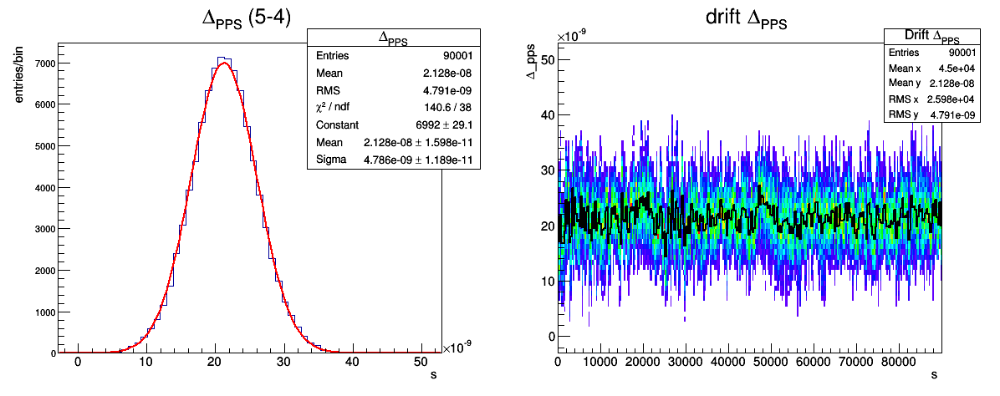 Δ_PPS (5-4)
entries/bin
7000
6000
5000
4000
3000
2000
1000
0
0 10 20 30 40 50
×10⁻⁹
s
Δ_PPS
Entries 90001
Mean 2.128e-08
RMS 4.791e-09
χ² / ndf 140.6 / 38
Constant 6992 ± 29.1
Mean 2.128e-08 ± 1.598e-11
Sigma 4.786e-09 ± 1.189e-11
drift Δ_PPS
×10⁻⁹
Δ_pps
50
40
30
20
10
0
0 10000 20000 30000 40000 50000 60000 70000 80000
s
Drift Δ_PPS
Entries 90001
Mean x 4.5e+04
Mean y 2.128e-08
RMS x 2.598e+04
RMS y 4.791e-09